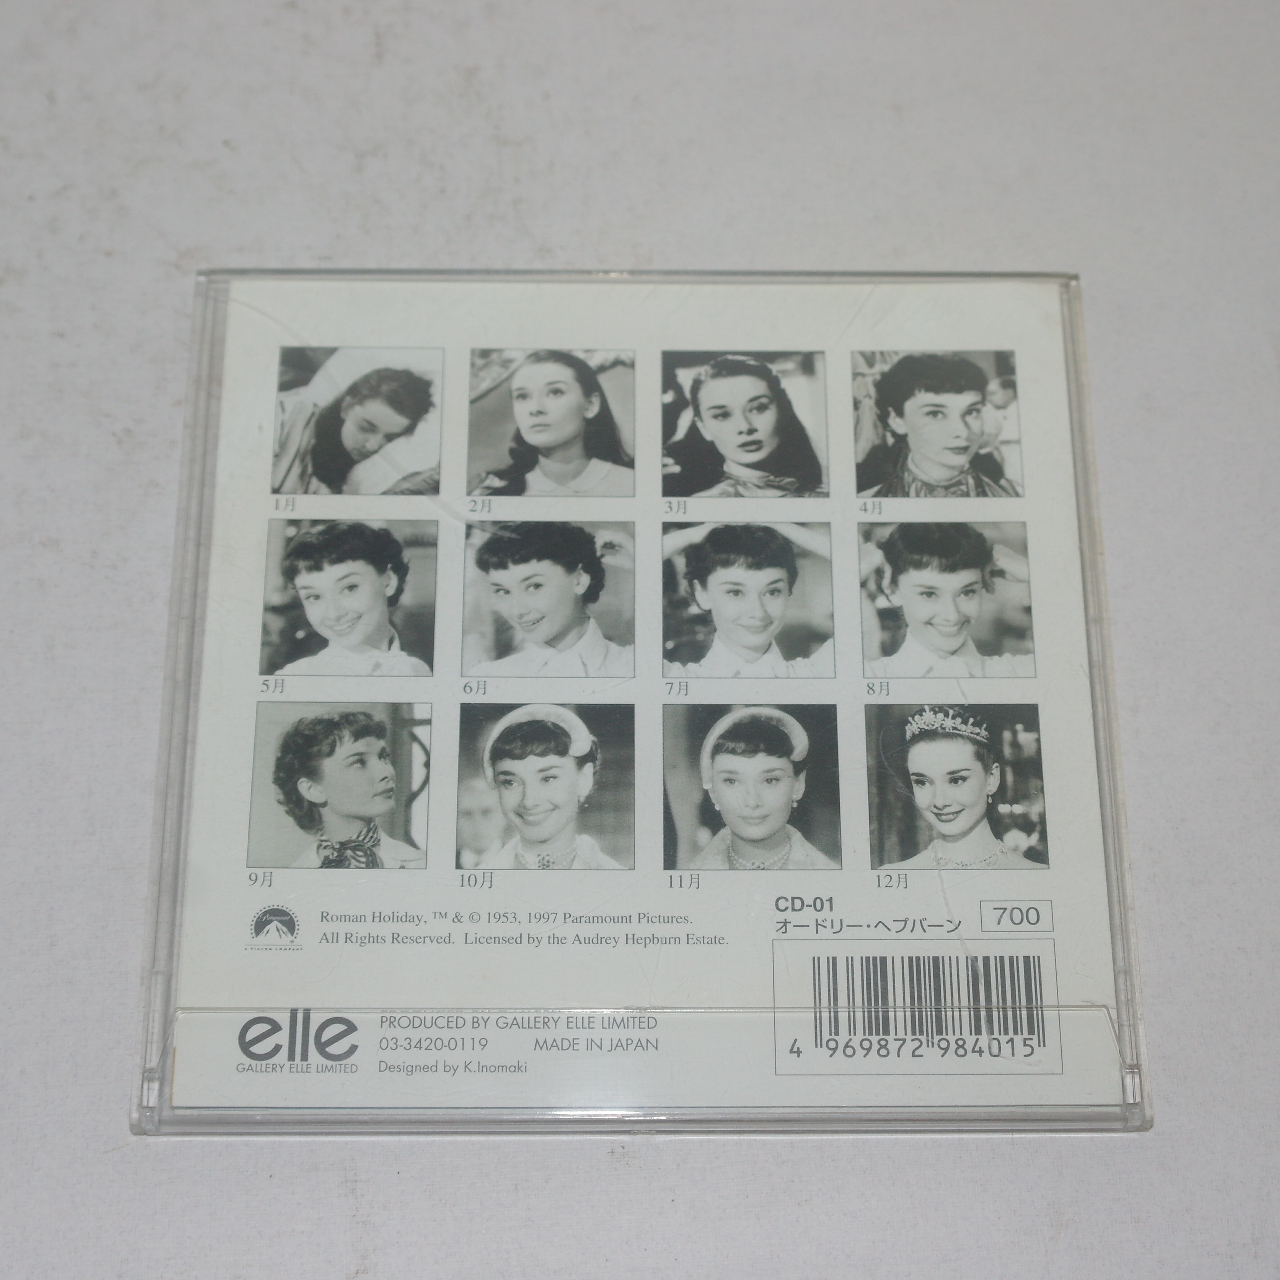 1月
2月
3月
4月
5月
6月
7月
8月
9月
10月
11月
12月
Paramount
Roman Holiday, ™ & © 1953, 1997 Paramount Pictures.
All Rights Reserved. Licensed by the Audrey Hepburn Estate.
CD-01
オードリー・ヘプバーン
700
elle
GALLERY ELLE LIMITED
PRODUCED BY GALLERY ELLE LIMITED
03-3420-0119 MADE IN JAPAN
Designed by K.Inomaki
4 969872 984015